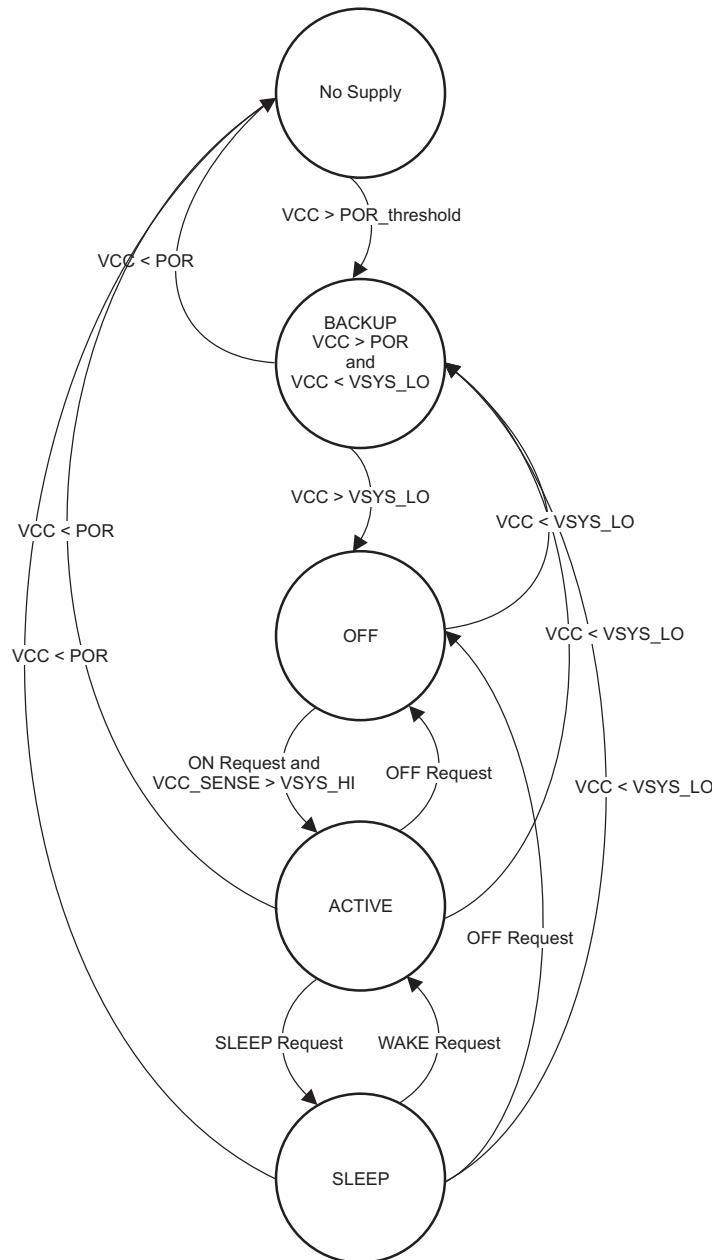 No Supply
VCC > POR_threshold
VCC < POR
BACKUP
VCC > POR
and
VCC < VSYS_LO
VCC > VSYS_LO
VCC < VSYS_LO
VCC < POR
OFF
VCC < VSYS_LO
VCC < POR
ON Request and
VCC_SENSE > VSYS_HI
OFF Request
VCC < VSYS_LO
ACTIVE
OFF Request
SLEEP Request
WAKE Request
SLEEP